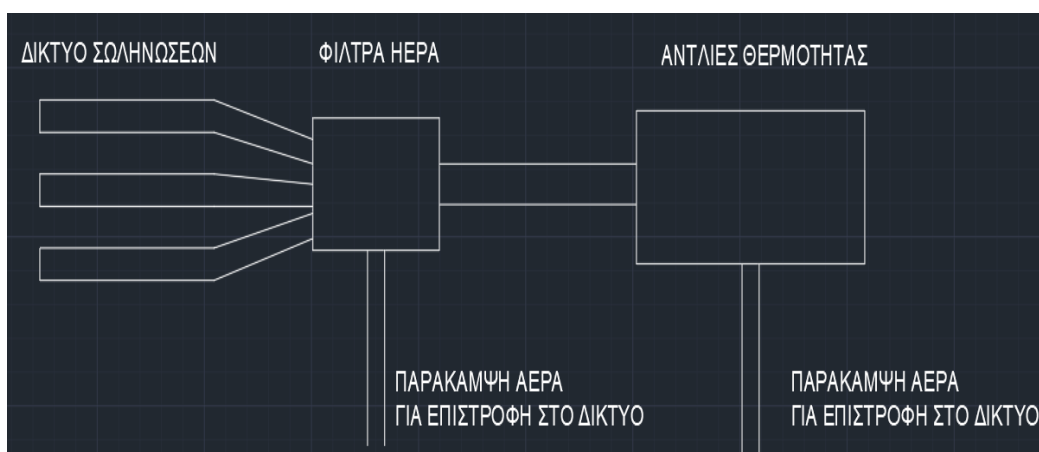 ΔΙΚΤΥΟ ΣΩΛΗΝΩΣΕΩΝ
ΦΙΛΤΡΑ ΗΕΡΑ
ΑΝΤΛΙΕΣ ΘΕΡΜΟΤΗΤΑΣ
ΠΑΡΑΚΑΜΨΗ ΑΕΡΑ
ΓΙΑ ΕΠΙΣΤΡΟΦΗ ΣΤΟ ΔΙΚΤΥΟ
ΠΑΡΑΚΑΜΨΗ ΑΕΡΑ
ΓΙΑ ΕΠΙΣΤΡΟΦΗ ΣΤΟ ΔΙΚΤΥΟ